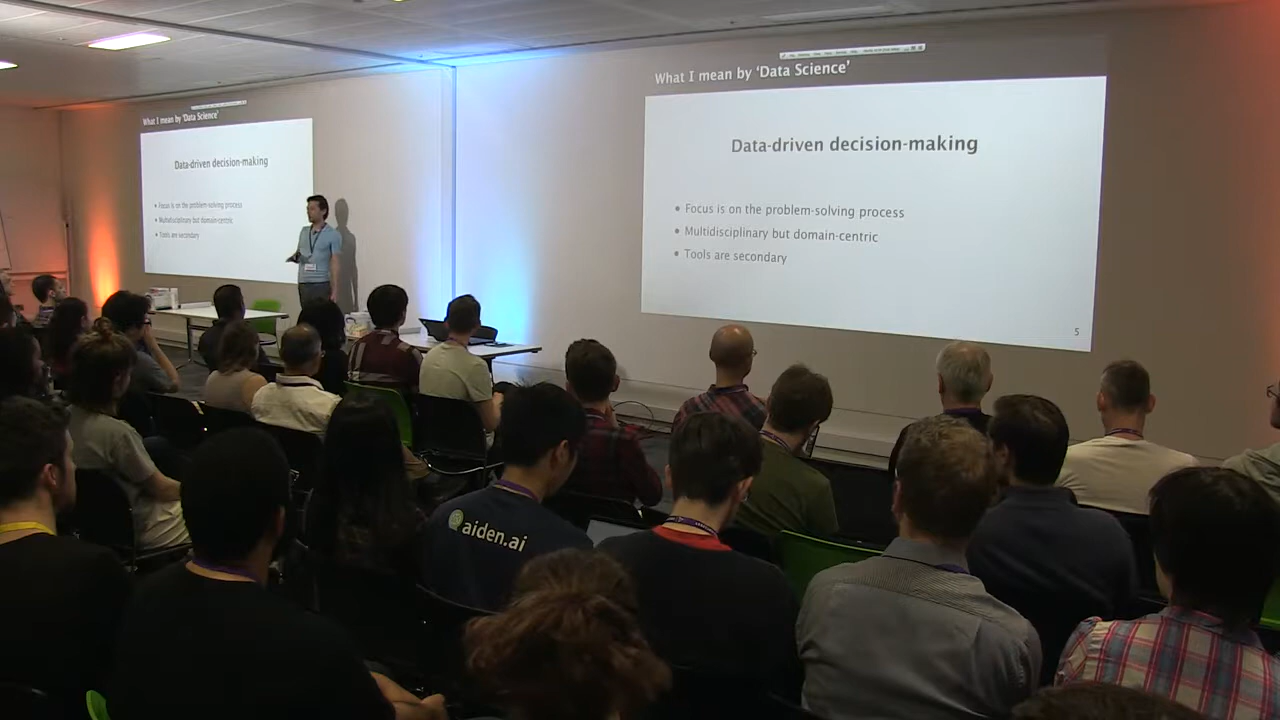 What I mean by 'Data Science'
Data-driven decision-making
• Focus is on the problem-solving process
• Multidisciplinary but domain-centric
• Tools are secondary
What I mean by 'Data Science'
Data-driven decision-making
• Focus is on the problem-solving process
• Multidisciplinary but domain-centric
• Tools are secondary
5
aiden.ai